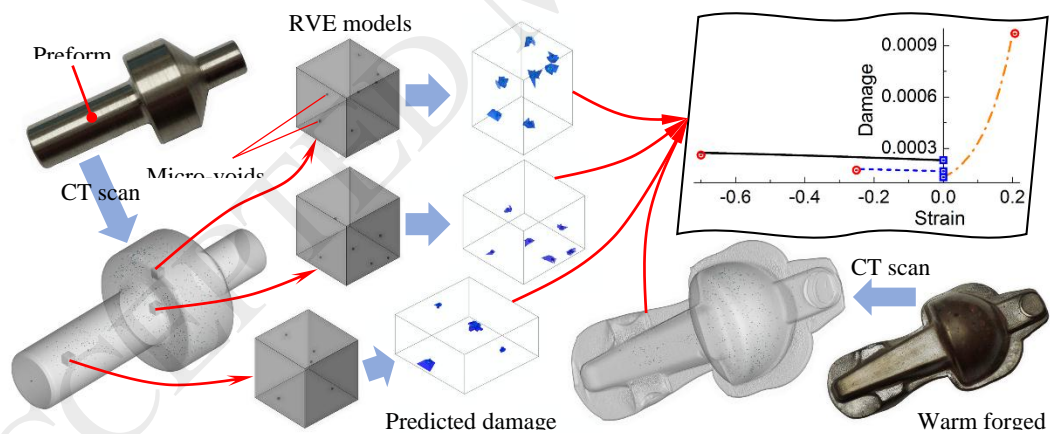 RVE models
Preform
Micro-voids
CT scan
Predicted damage
Damage
0.0009
0.0006
0.0003
-0.6
-0.4
-0.2
0.0
0.2
Strain
CT scan
Warm forged